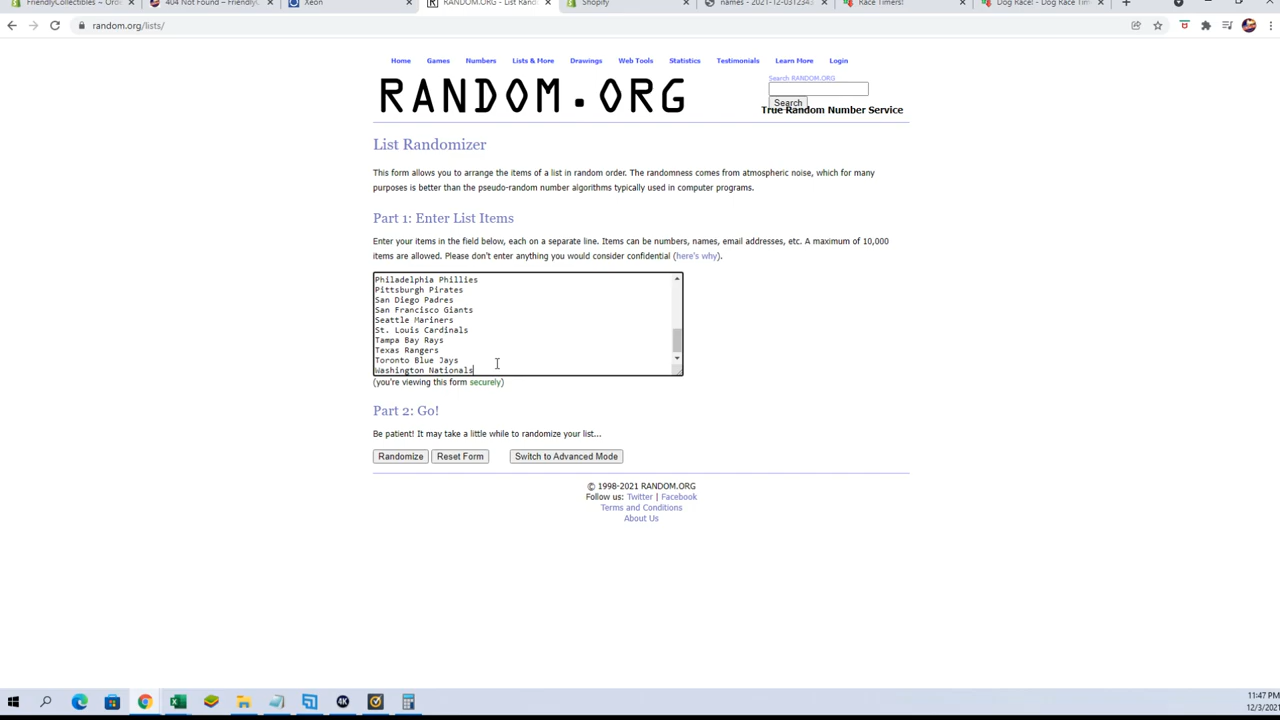 FriendlyCollectibles – Ord
404 Not Found – FriendlyC
Xeon
RANDOM.ORG - List Rando
Shopify
names - 2021-12-03T2343
Race Timers!
Dog Race! - Dog Race Tim
random.org/lists/
Home Games Numbers Lists & More Drawings Web Tools Statistics Testimonials Learn More Login
RANDOM.ORG
Search RANDOM.ORG
Search
True Random Number Service
List Randomizer
This form allows you to arrange the items of a list in random order. The randomness comes from atmospheric noise, which for many
purposes is better than the pseudo-random number algorithms typically used in computer programs.
Part 1: Enter List Items
Enter your items in the field below, each on a separate line. Items can be numbers, names, email addresses, etc. A maximum of 10,000
items are allowed. Please don't enter anything you would consider confidential (here's why).
Philadelphia Phillies
Pittsburgh Pirates
San Diego Padres
San Francisco Giants
Seattle Mariners
St. Louis Cardinals
Tampa Bay Rays
Texas Rangers
Toronto Blue Jays
Washington Nationals
(you're viewing this form securely)
Part 2: Go!
Be patient! It may take a little while to randomize your list...
Randomize Reset Form Switch to Advanced Mode
© 1998-2021 RANDOM.ORG
Follow us: Twitter | Facebook
Terms and Conditions
About Us
4K
11:47 PM
12/3/2021